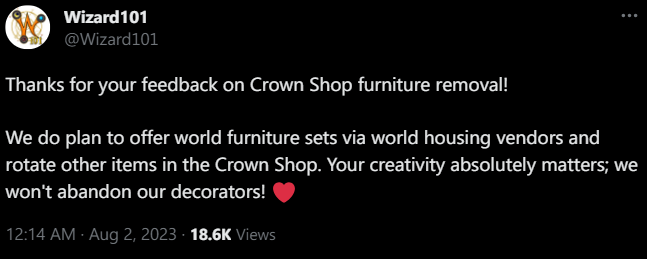 Wizard101
@Wizard101
Thanks for your feedback on Crown Shop furniture removal!
We do plan to offer world furniture sets via world housing vendors and
rotate other items in the Crown Shop. Your creativity absolutely matters; we
won't abandon our decorators! ❤️
12:14 AM · Aug 2, 2023 · 18.6K Views